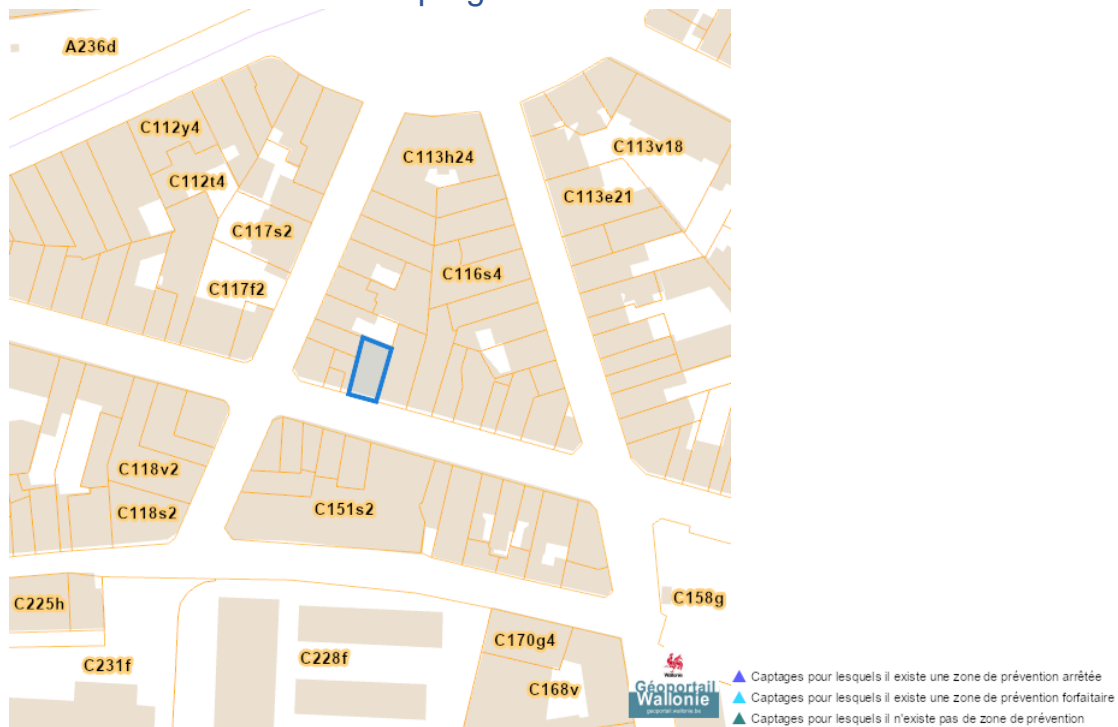 A236d
C112y4
C113h24
C113v18
C112t4
C113e21
C117s2
C116s4
C117f2
C118v2
C118s2
C151s2
C225h
C158g
C170g4
C231f
C228f
C168v
Wallonie
Géoportail
Wallonie
geoportail.wallonie.be
Captages pour lesquels il existe une zone de prévention arrêtée
Captages pour lesquels il existe une zone de prévention forfaitaire
Captages pour lesquels il n'existe pas de zone de prévention